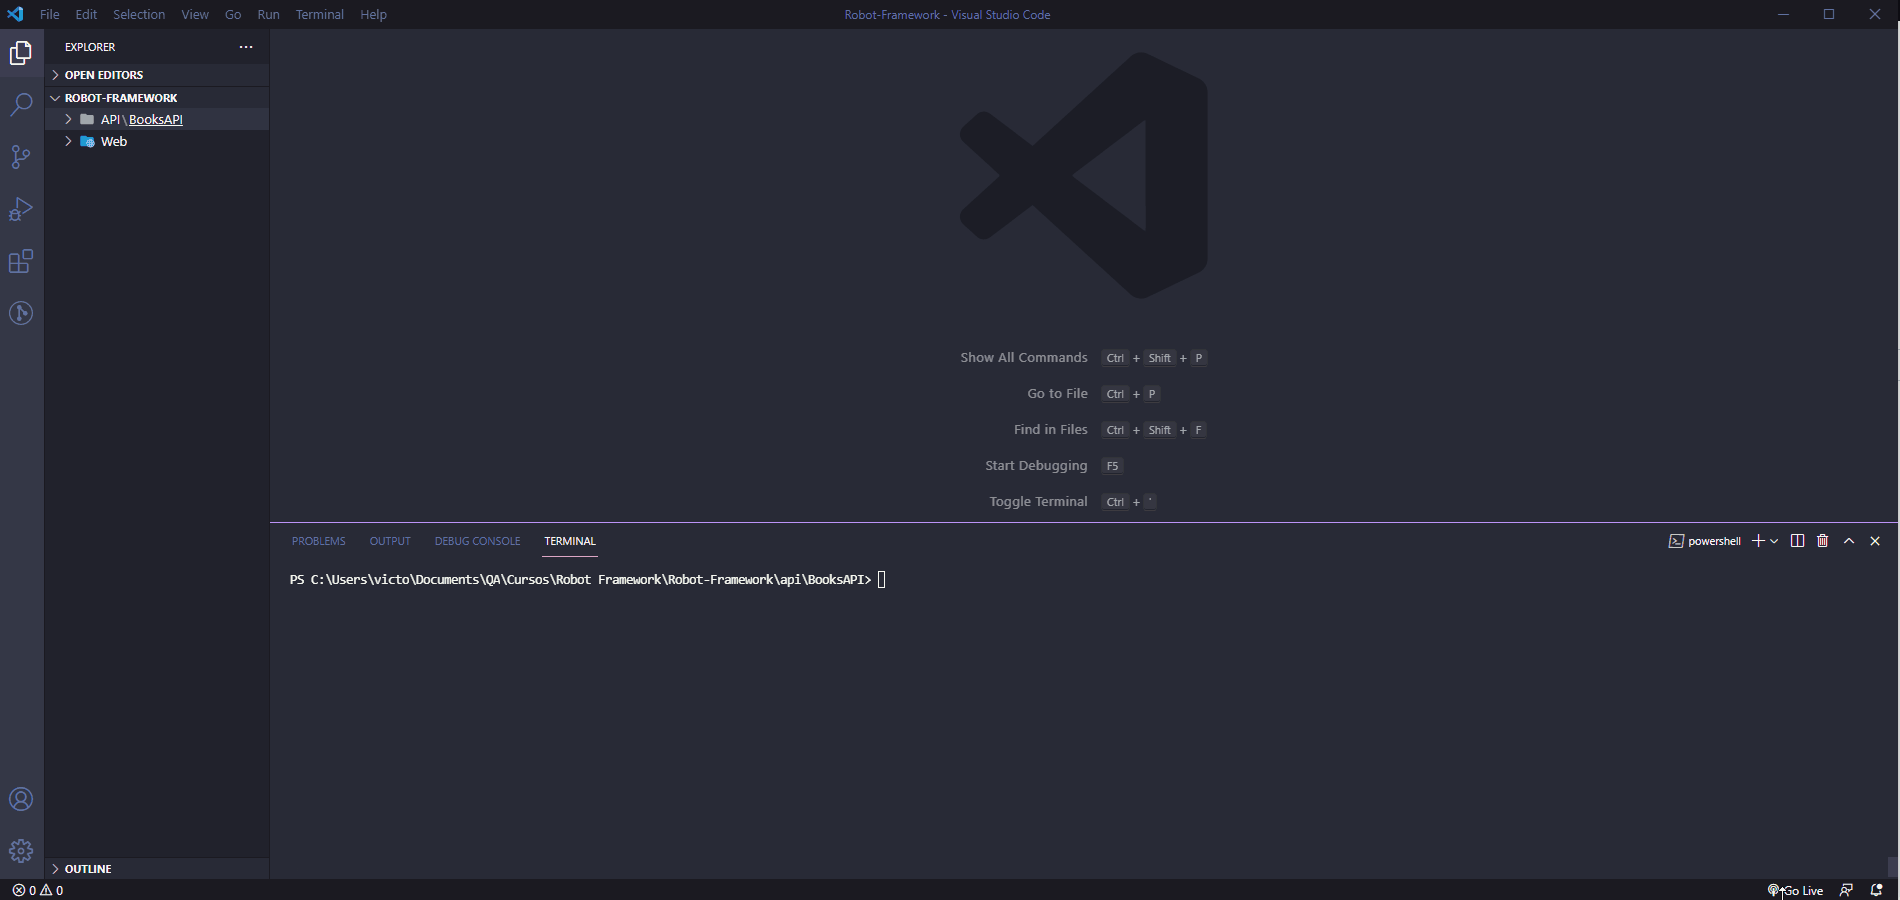 File Edit Selection View Go Run Terminal Help
Robot-Framework - Visual Studio Code
EXPLORER
OPEN EDITORS
ROBOT-FRAMEWORK
API\BooksAPI
Web
Show All Commands Ctrl + Shift + P
Go to File Ctrl + P
Find in Files Ctrl + Shift + F
Start Debugging F5
Toggle Terminal Ctrl + '
PROBLEMS OUTPUT DEBUG CONSOLE TERMINAL
powershell
PS C:\Users\victo\Documents\QA\Cursos\Robot Framework\Robot-Framework\api\BooksAPI>
OUTLINE
0 0
Go Live